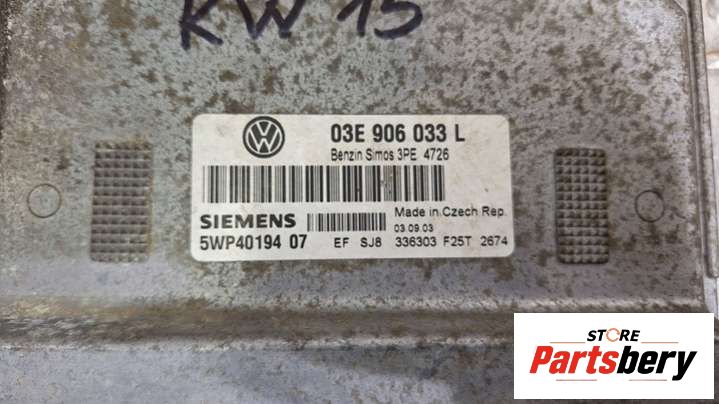 KW 15
03E 906 033 L
Benzin Simos 3PE 4726
SIEMENS
Made in Czech Rep.
03.09.03
5WP40194 07
EF SJ8 336303 F25T 2674
STORE
Partsbery